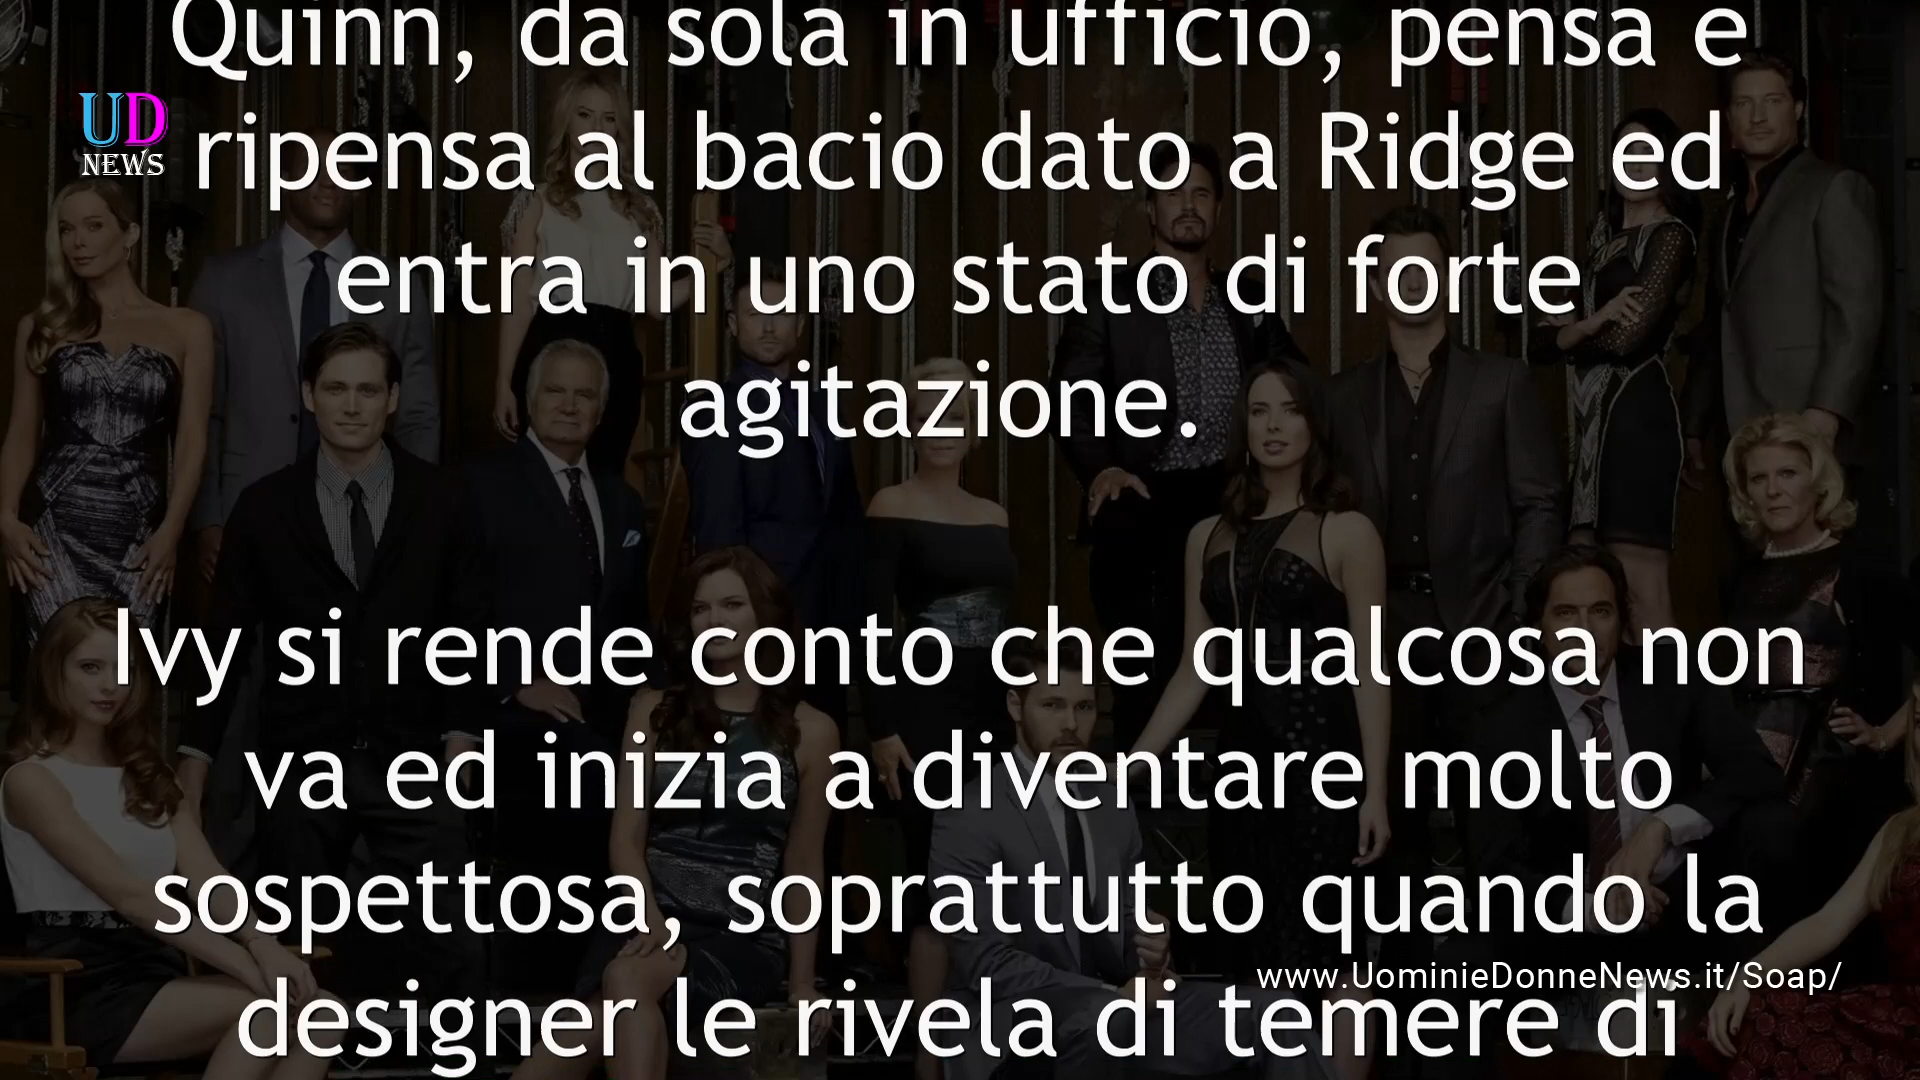 Quinn, da sola in ufficio, pensa e
UD
NEWS
ripensa al bacio dato a Ridge ed
entra in uno stato di forte
agitazione.
Ivy si rende conto che qualcosa non
va ed inizia a diventare molto
sospettosa, soprattutto quando la
www.UominieDonneNews.it/Soap/
designer le rivela di temere di